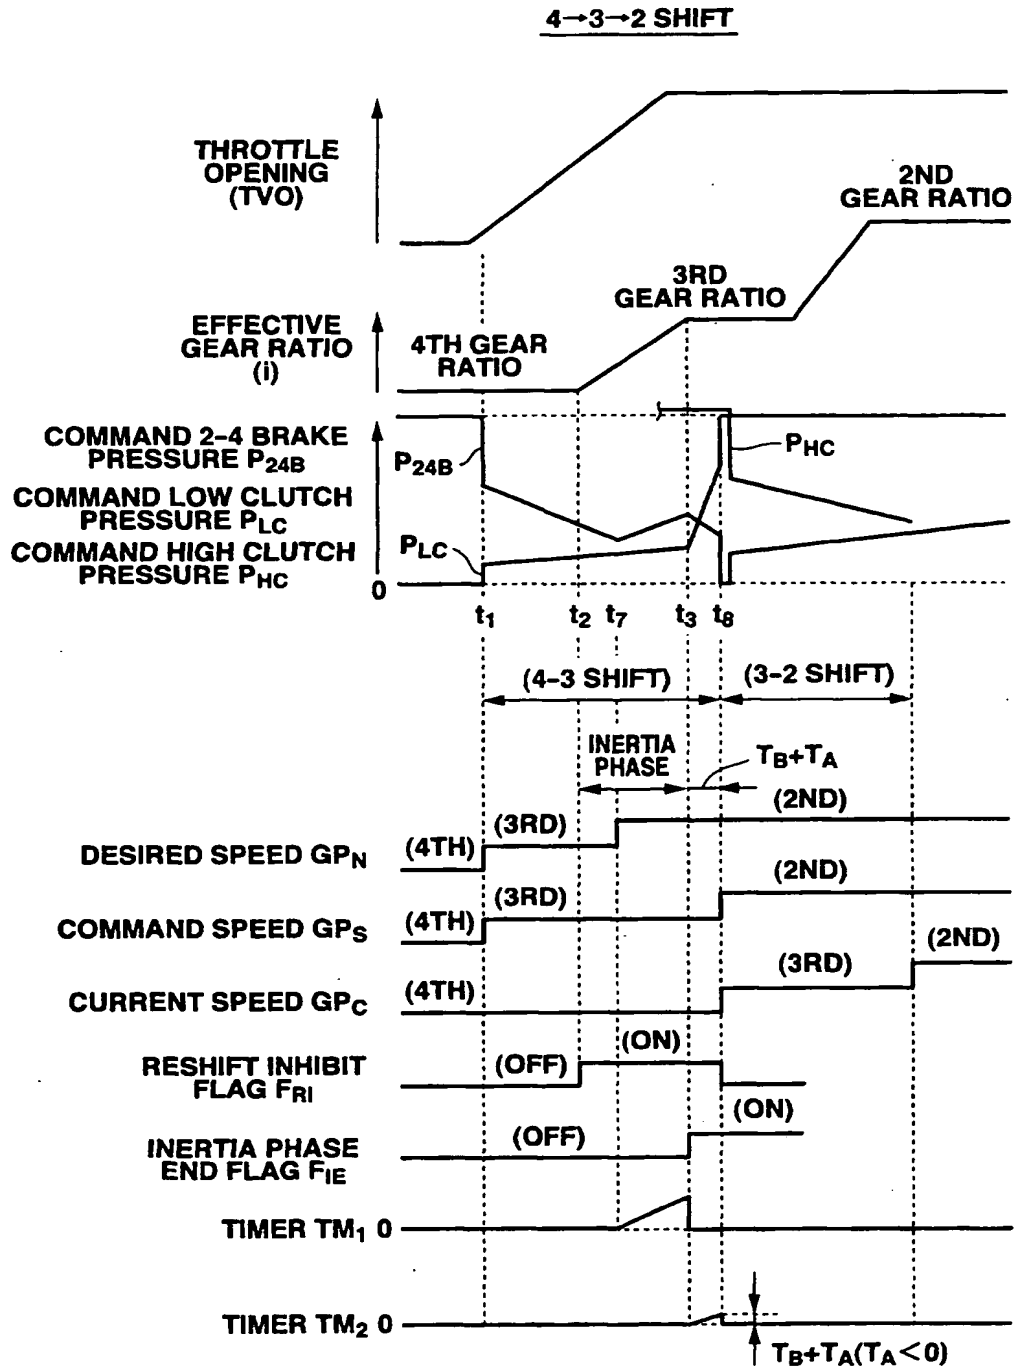 4→3→2 SHIFT
THROTTLE
OPENING
(TVO)
2ND
GEAR RATIO
3RD
GEAR RATIO
EFFECTIVE
GEAR RATIO
(i)
4TH GEAR
RATIO
COMMAND 2-4 BRAKE
PRESSURE P24B
P24B
PHC
COMMAND LOW CLUTCH
PRESSURE PLC
COMMAND HIGH CLUTCH
PRESSURE PHC
PLC
0
t1 t2 t7 t3 t8
(4-3 SHIFT) (3-2 SHIFT)
INERTIA
PHASE
TB+TA
DESIRED SPEED GPN (4TH) (3RD) (2ND)
COMMAND SPEED GPS (4TH) (3RD) (2ND)
CURRENT SPEED GPC (4TH) (3RD) (2ND)
RESHIFT INHIBIT
FLAG FRI
(OFF) (ON)
INERTIA PHASE
END FLAG FIE
(OFF) (ON)
TIMER TM1 0
TIMER TM2 0
TB+TA(TA<0)